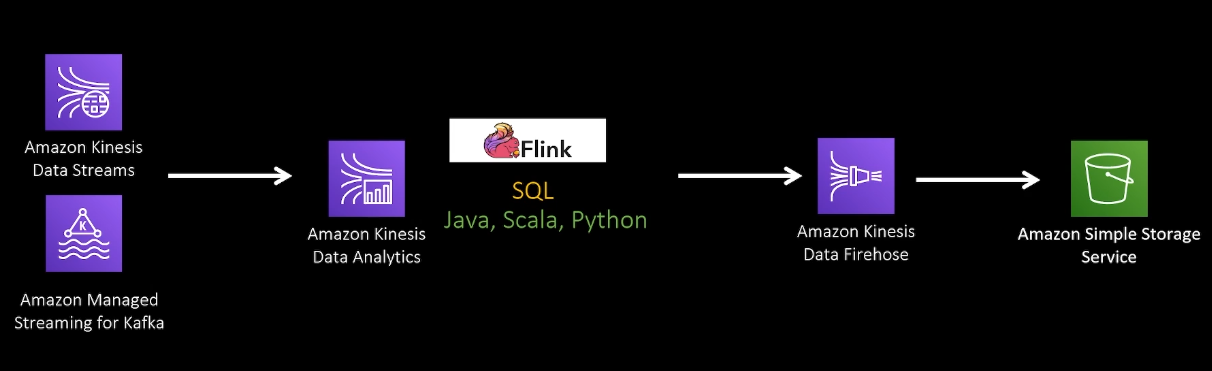 Amazon Kinesis
Data Streams
K
Amazon Managed
Streaming for Kafka
Amazon Kinesis
Data Analytics
Flink
SQL
Java, Scala, Python
Amazon Kinesis
Data Firehose
Amazon Simple Storage
Service